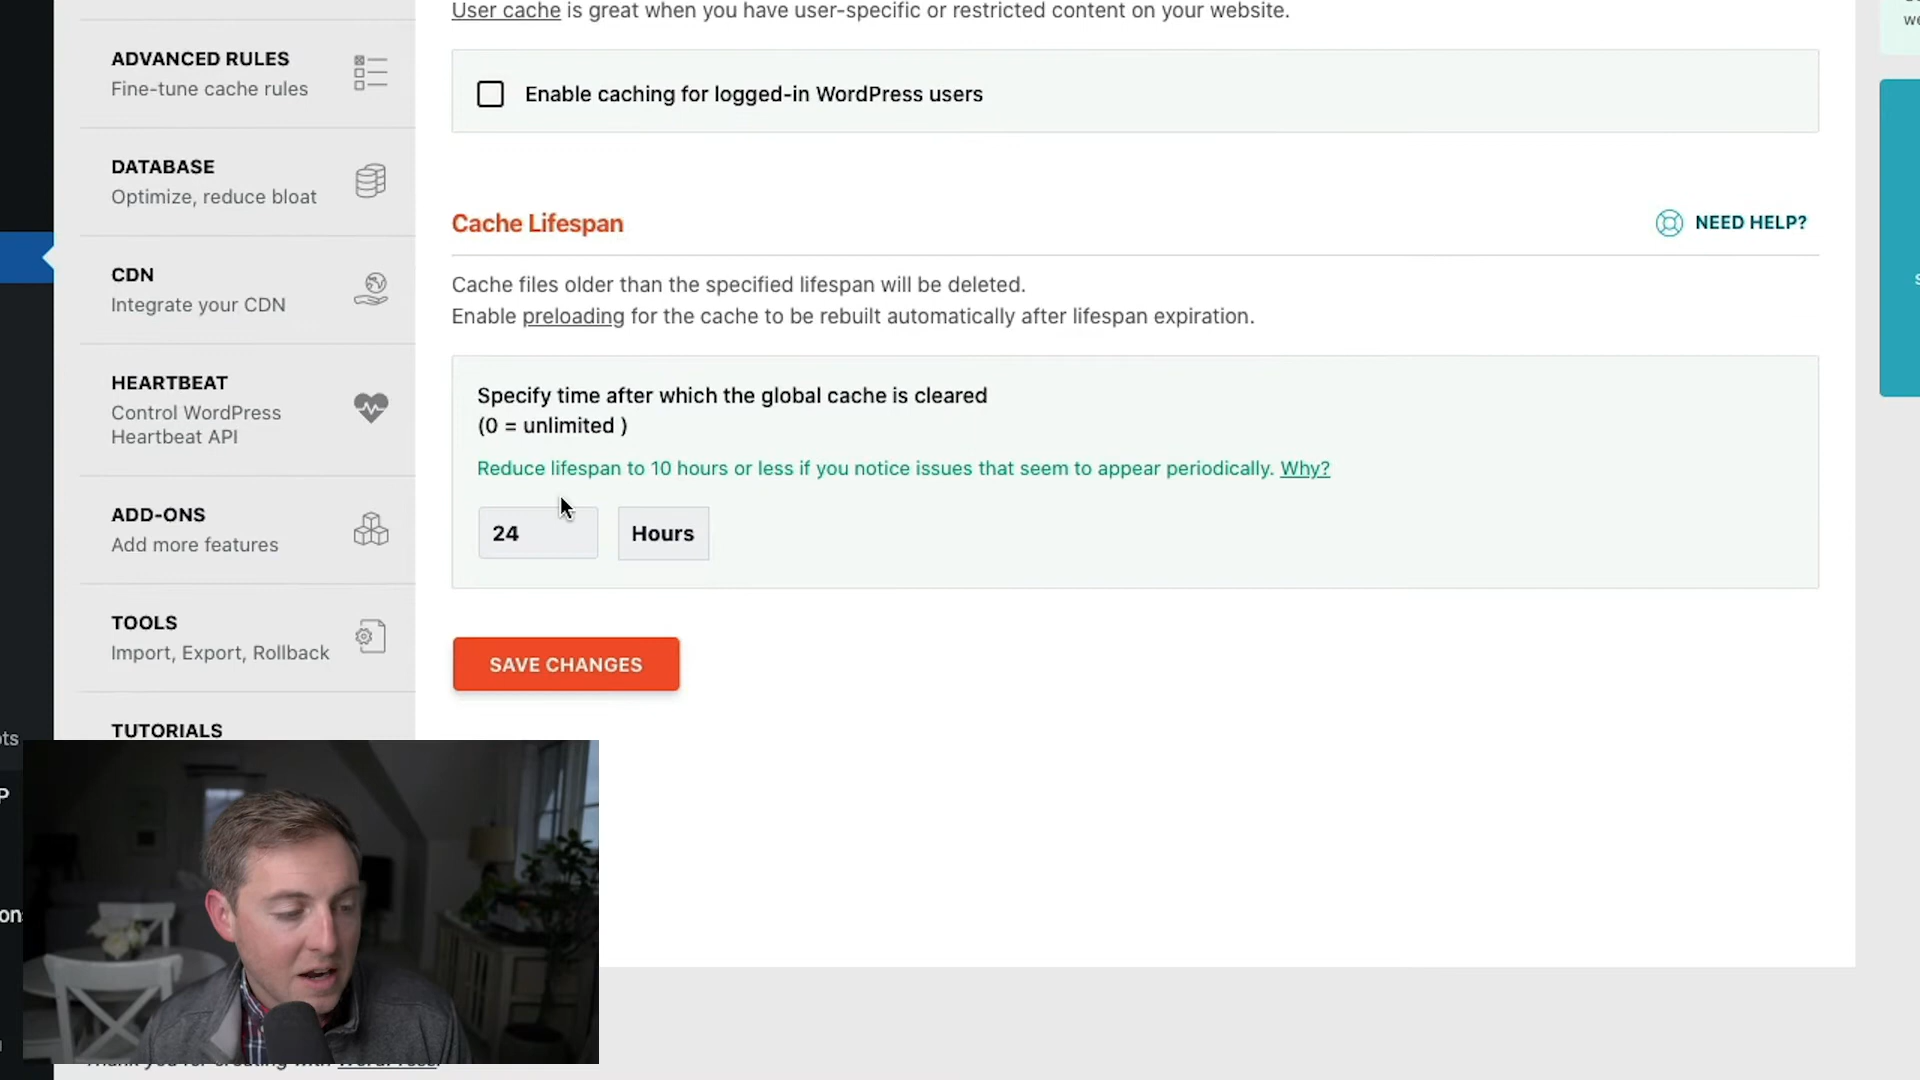 User cache is great when you have user-specific or restricted content on your website.
ADVANCED RULES
Fine-tune cache rules
Enable caching for logged-in WordPress users
DATABASE
Optimize, reduce bloat
Cache Lifespan
NEED HELP?
CDN
Integrate your CDN
Cache files older than the specified lifespan will be deleted.
Enable preloading for the cache to be rebuilt automatically after lifespan expiration.
HEARTBEAT
Control WordPress
Heartbeat API
Specify time after which the global cache is cleared
(0 = unlimited )
Reduce lifespan to 10 hours or less if you notice issues that seem to appear periodically. Why?
24
Hours
ADD-ONS
Add more features
TOOLS
Import, Export, Rollback
SAVE CHANGES
TUTORIALS